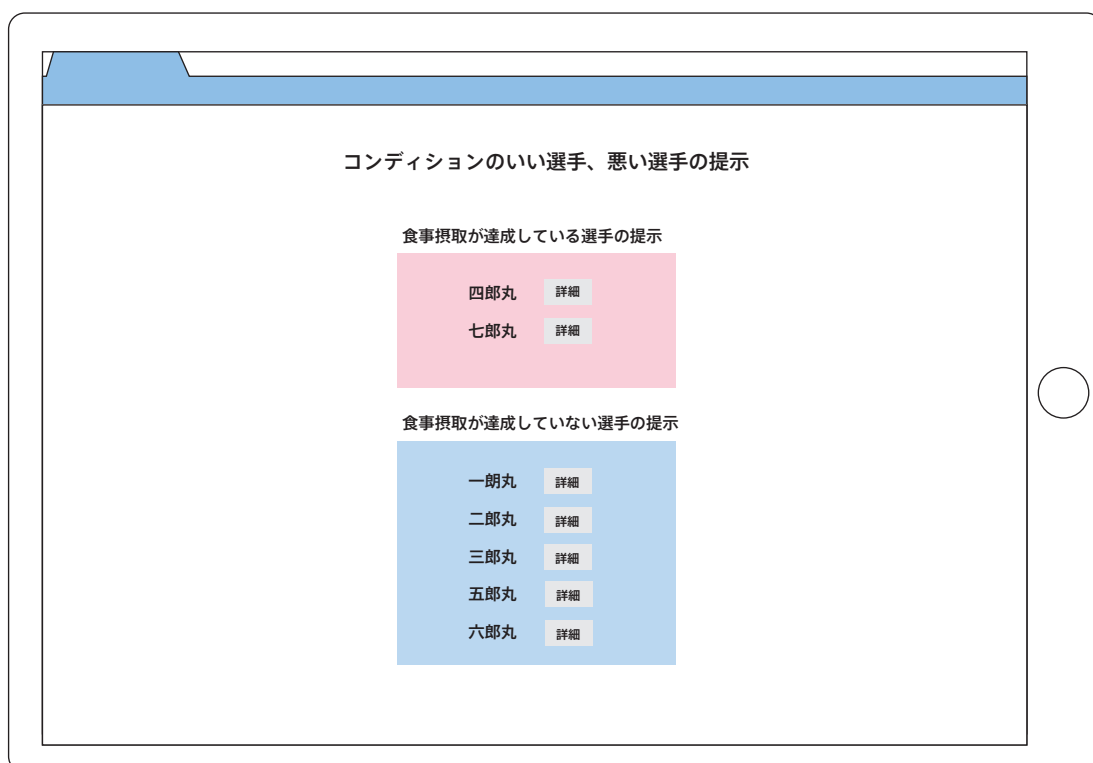 コンディションのいい選手、悪い選手の提示
食事摂取が達成している選手の提示
四郎丸 詳細
七郎丸 詳細
食事摂取が達成していない選手の提示
一朗丸 詳細
二郎丸 詳細
三郎丸 詳細
五郎丸 詳細
六郎丸 詳細